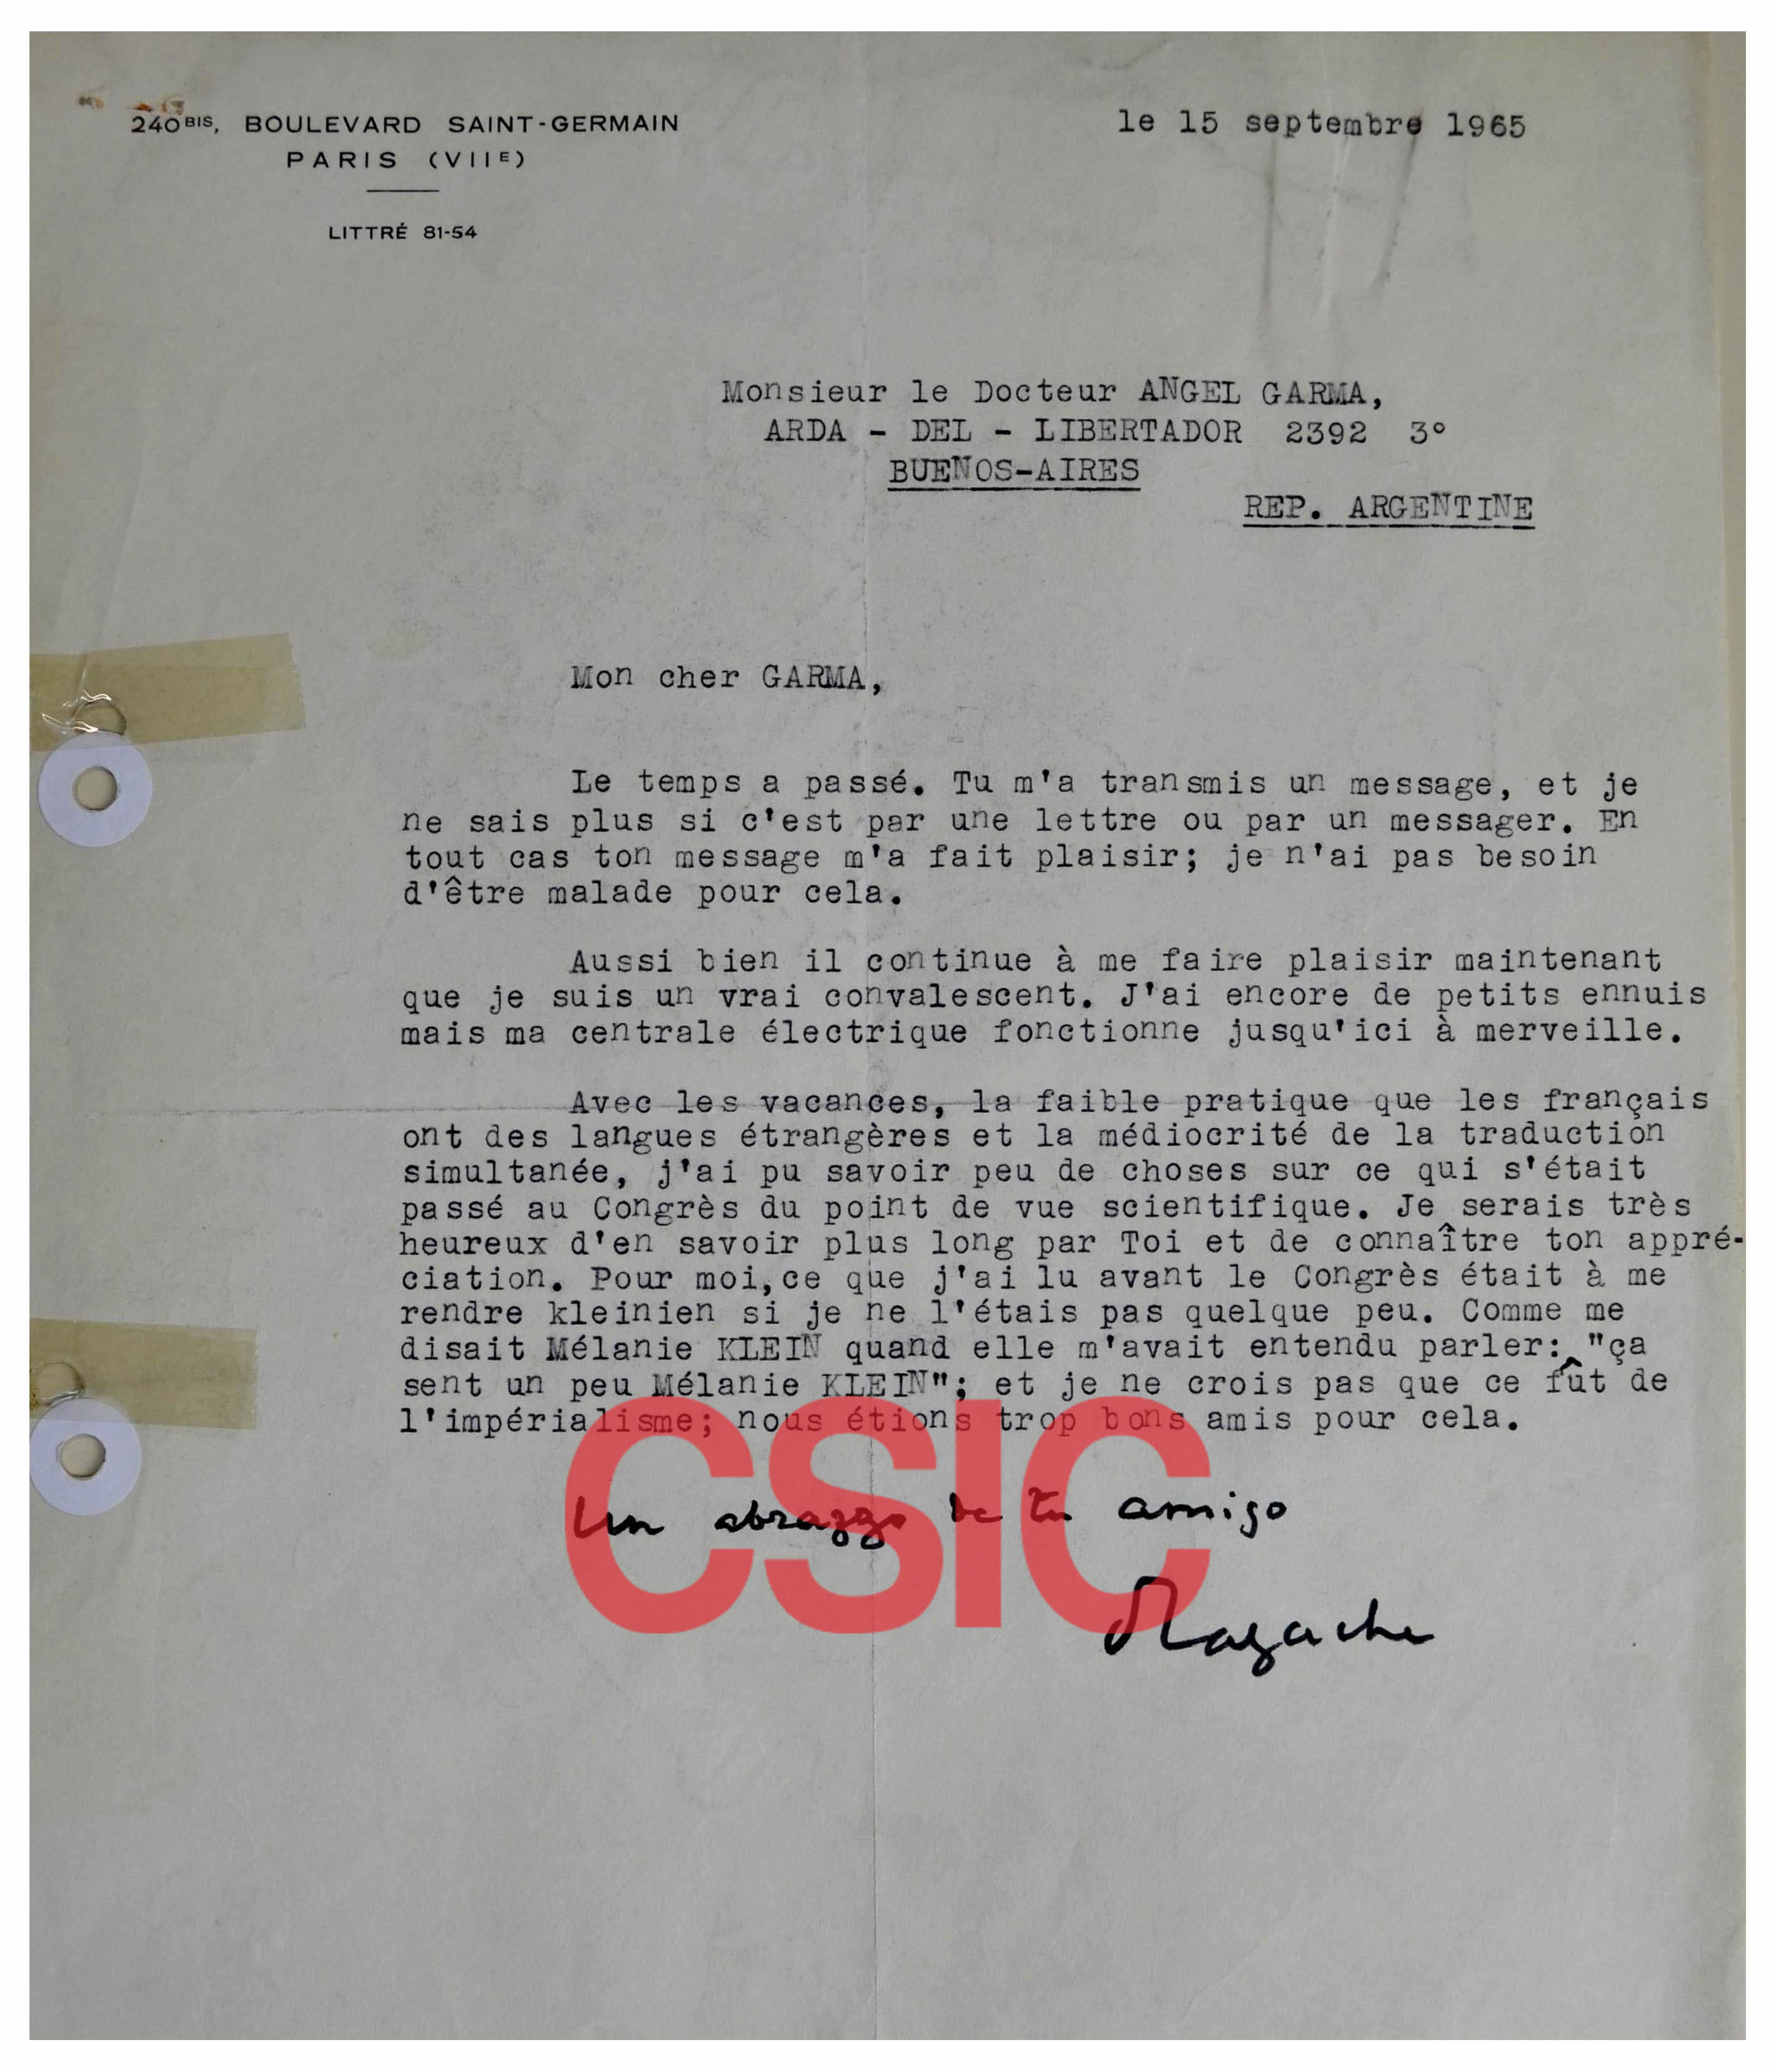 240BIS, BOULEVARD SAINT-GERMAIN
PARIS (VIIE)
LITTRÉ 81-54
le 15 septembre 1965
Monsieur le Docteur ANGEL GARMA,
ARDA - DEL - LIBERTADOR 2392 3°
BUENOS-AIRES
REP. ARGENTINE
Mon cher GARMA,
Le temps a passé. Tu m'a transmis un message, et je
ne sais plus si c'est par une lettre ou par un messager. En
tout cas ton message m'a fait plaisir; je n'ai pas besoin
d'être malade pour cela.
Aussi bien il continue à me faire plaisir maintenant
que je suis un vrai convalescent. J'ai encore de petits ennuis
mais ma centrale électrique fonctionne jusqu'ici à merveille.
Avec les vacances, la faible pratique que les français
ont des langues étrangères et la médiocrité de la traduction
simultanée, j'ai pu savoir peu de choses sur ce qui s'était
passé au Congrès du point de vue scientifique. Je serais très
heureux d'en savoir plus long par Toi et de connaître ton appré-
ciation. Pour moi, ce que j'ai lu avant le Congrès était à me
rendre kleinien si je ne l'étais pas quelque peu. Comme me
disait Mélanie KLEIN quand elle m'avait entendu parler: "ça
sent un peu Mélanie KLEIN"; et je ne crois pas que ce fût de
l'impérialisme; nous étions trop bons amis pour cela.
CSIC
Un abrazzo de tu amigo
Lagache